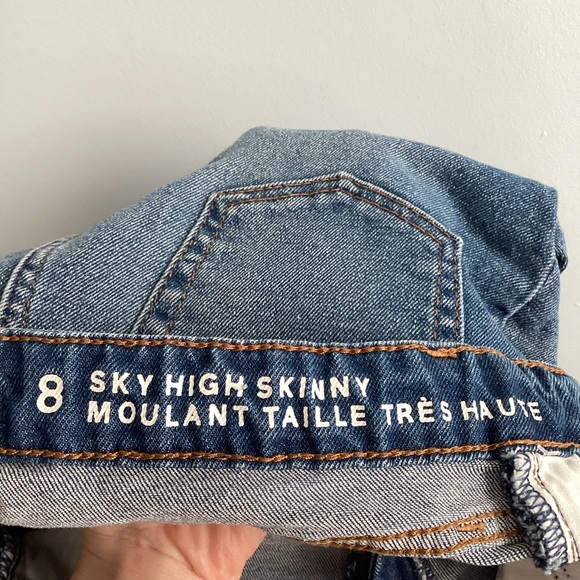 8 SKY HIGH SKINNY
MOULANT TAILLE TRÈS HAUTE